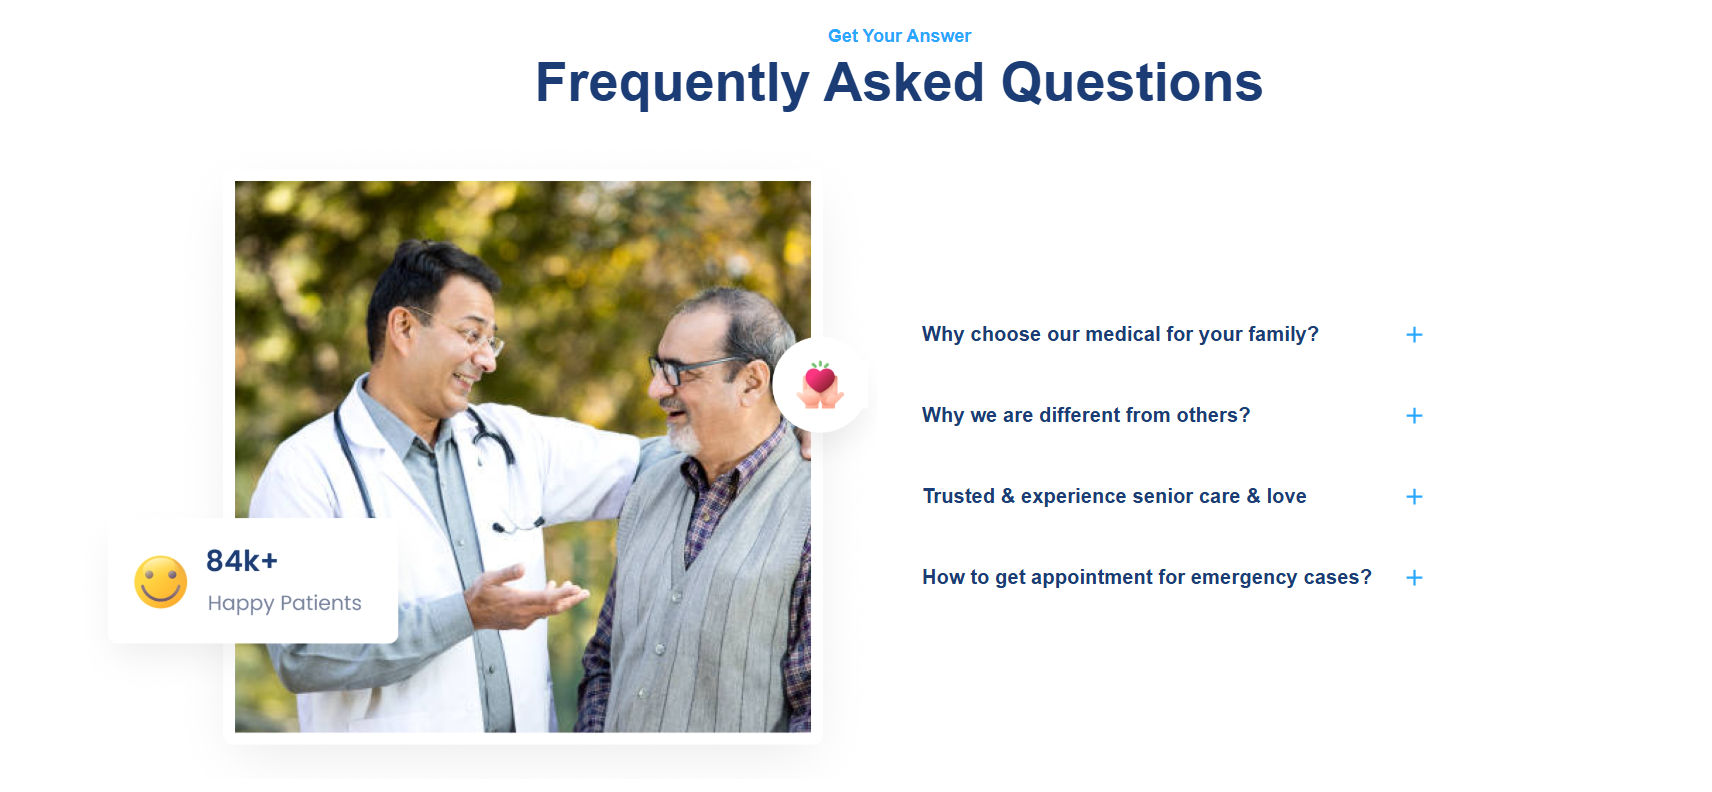 Get Your Answer
Frequently Asked Questions
84k+
Happy Patients
Why choose our medical for your family?
Why we are different from others?
Trusted & experience senior care & love
How to get appointment for emergency cases?